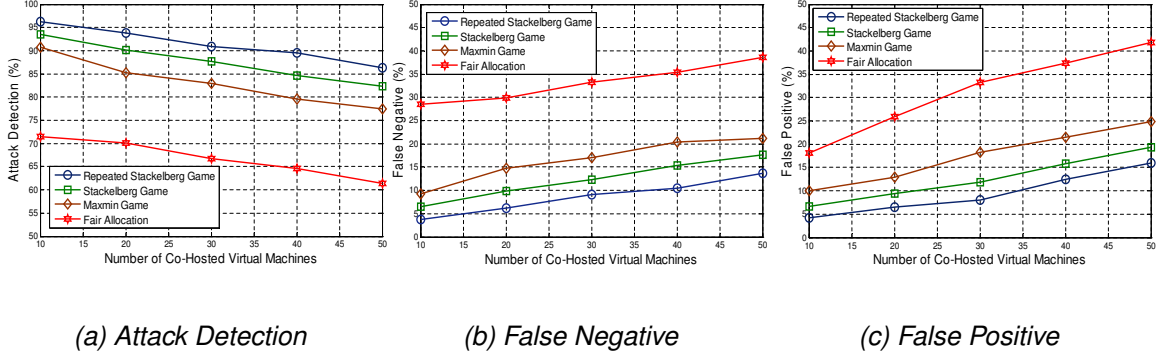 100
95
90
85
80
75
70
65
60
55
50
Attack Detection (%)
Repeated Stackelberg Game
Stackelberg Game
Maxmin Game
Fair Allocation
10 15 20 25 30 35 40 45 50
Number of Co-Hosted Virtual Machines
50
45
40
35
30
25
20
15
10
5
0
False Negative (%)
Repeated Stackelberg Game
Stackelberg Game
Maxmin Game
Fair Allocation
10 15 20 25 30 35 40 45 50
Number of Co-Hosted Virtual Machines
50
45
40
35
30
25
20
15
10
5
0
False Positive (%)
Repeated Stackelberg Game
Stackelberg Game
Maxmin Game
Fair Allocation
10 15 20 25 30 35 40 45 50
Number of Co-Hosted Virtual Machines
(a) Attack Detection
(b) False Negative
(c) False Positive